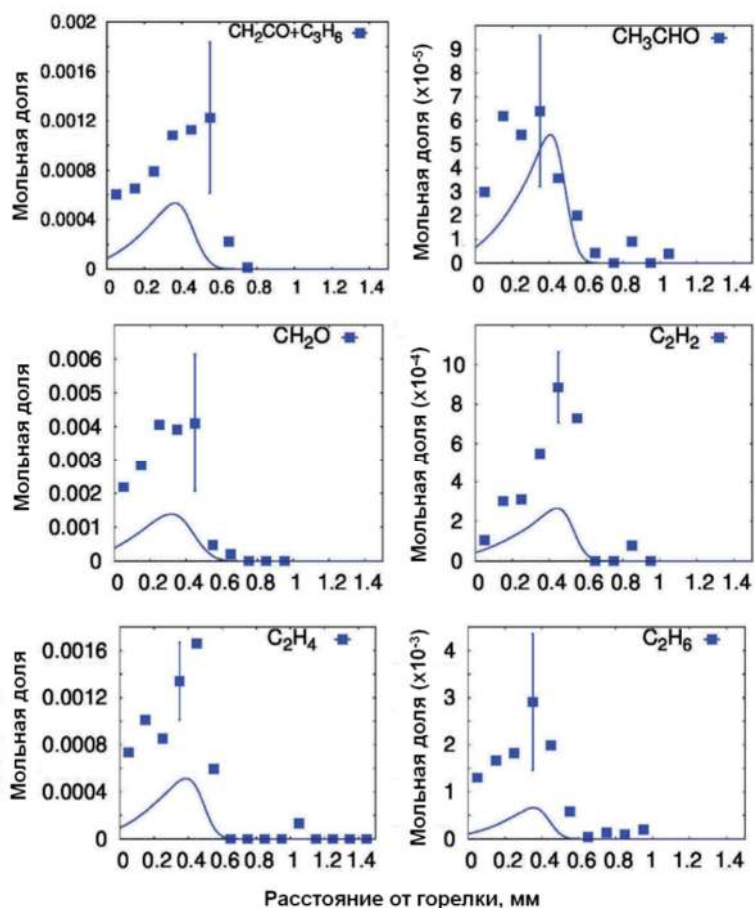 CH₂CO+C₃H₆
Мольная доля
0.002
0.0016
0.0012
0.0008
0.0004
0
0 0.2 0.4 0.6 0.8 1 1.2 1.4
CH₃CHO
Мольная доля (x10⁻⁵)
9
8
7
6
5
4
3
2
1
0
0 0.2 0.4 0.6 0.8 1 1.2 1.4
CH₂O
Мольная доля
0.006
0.005
0.004
0.003
0.002
0.001
0
0 0.2 0.4 0.6 0.8 1 1.2 1.4
C₂H₂
Мольная доля (x10⁻⁴)
10
8
6
4
2
0
0 0.2 0.4 0.6 0.8 1 1.2 1.4
C₂H₄
Мольная доля
0.0016
0.0012
0.0008
0.0004
0
0 0.2 0.4 0.6 0.8 1 1.2 1.4
C₂H₆
Мольная доля (x10⁻³)
4
3
2
1
0
0 0.2 0.4 0.6 0.8 1 1.2 1.4
Расстояние от горелки, мм